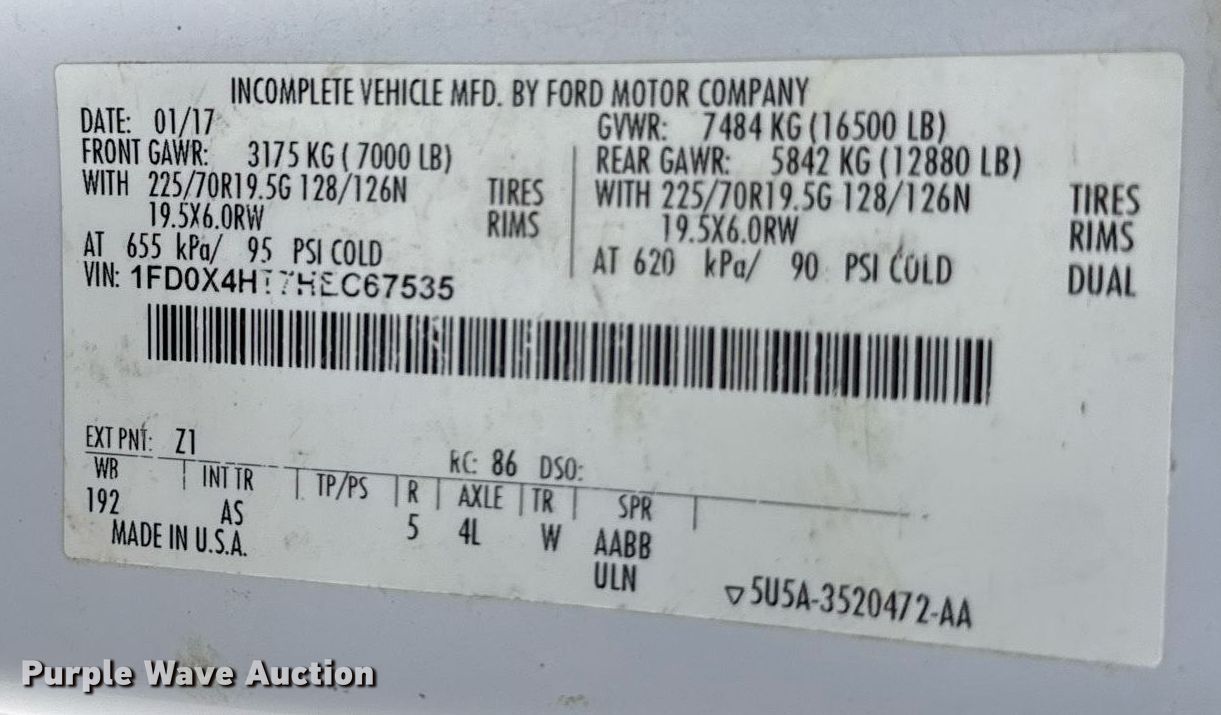 INCOMPLETE VEHICLE MFD. BY FORD MOTOR COMPANY
DATE: 01/17 GVWR: 7484 KG (16500 LB)
FRONT GAWR: 3175 KG ( 7000 LB) REAR GAWR: 5842 KG (12880 LB)
WITH 225/70R19.5G 128/126N TIRES WITH 225/70R19.5G 128/126N TIRES
19.5X6.0RW RIMS 19.5X6.0RW RIMS
AT 655 kPa/ 95 PSI COLD AT 620 kPa/ 90 PSI COLD DUAL
VIN: 1FD0X4HT7HEC67535
EXT PNT: Z1 RC: 86 DSO:
WB INT TR TP/PS R AXLE TR SPR
192 AS 5 4L W AABB
MADE IN U.S.A. ULN
▽5U5A-3520472-AA
Purple Wave Auction